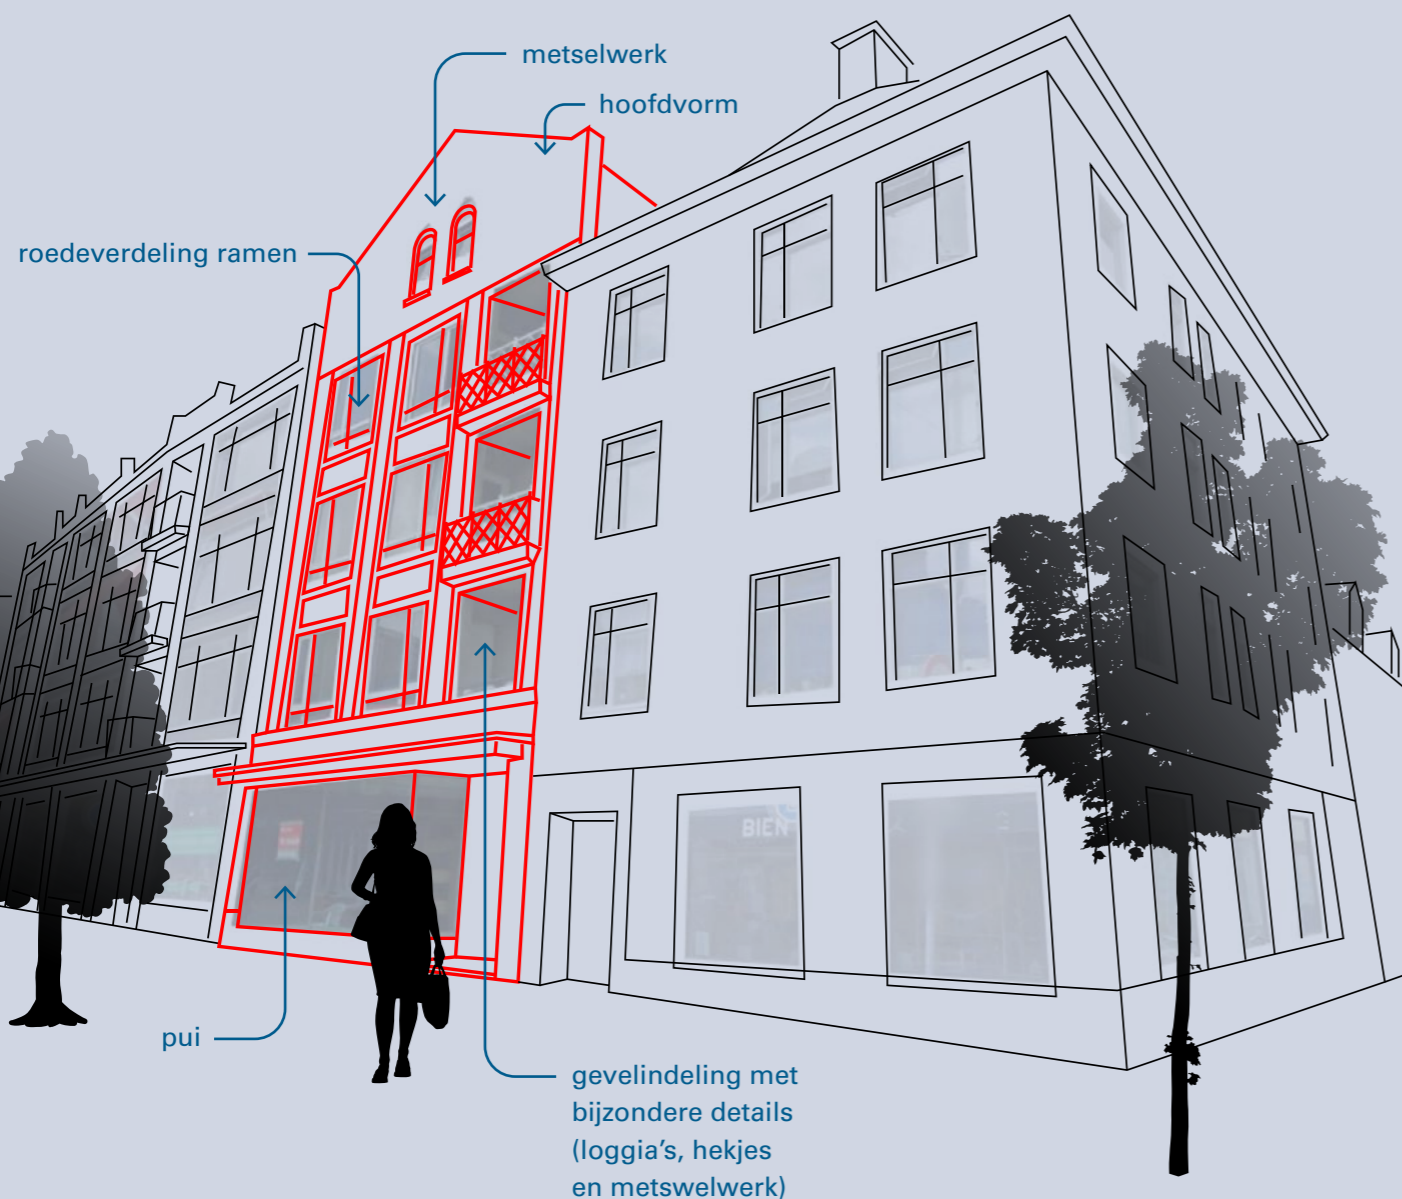 metselwerk
hoofdvorm
roedeverdeling ramen
BIEN
pui
gevelindeling met
bijzondere details
(loggia's, hekjes
en metswelwerk)